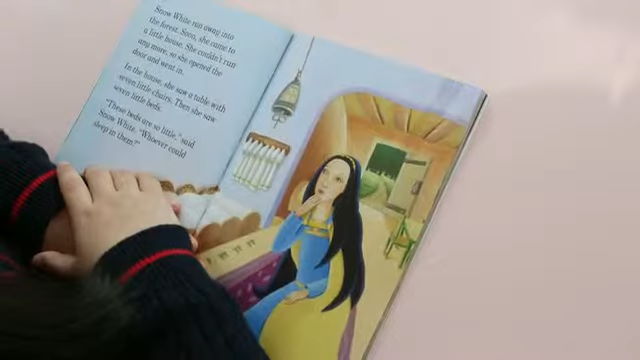 Snow White ran away into
the forest. Soon, she came to
a little house. She couldn't run
any more, so she opened the
door and went in.
In the house, she saw a table with
seven little chairs. Then she saw
seven little beds.
"These beds are so little," said
Snow White. "Whoever could
sleep in them?"